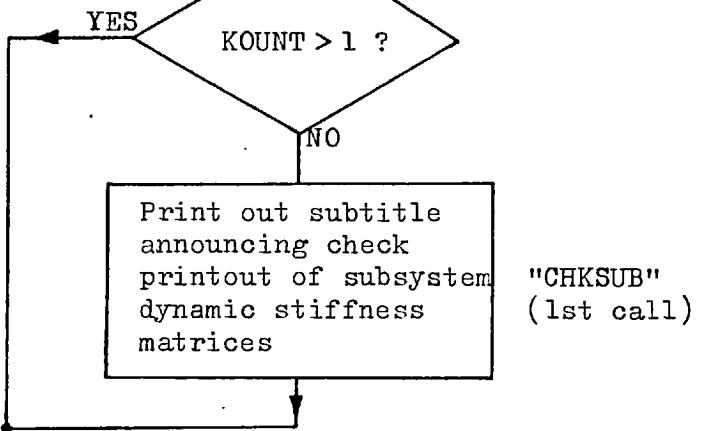 YES
KOUNT > 1 ?
NO
Print out subtitle
announcing check
printout of subsystem
dynamic stiffness
matrices
"CHKSUB"
(1st call)